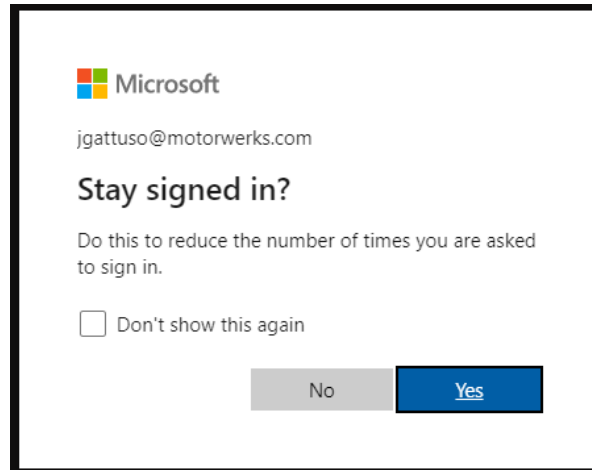 Microsoft
jgattuso@motorwerks.com
Stay signed in?
Do this to reduce the number of times you are asked
to sign in.
Don't show this again
No
Yes